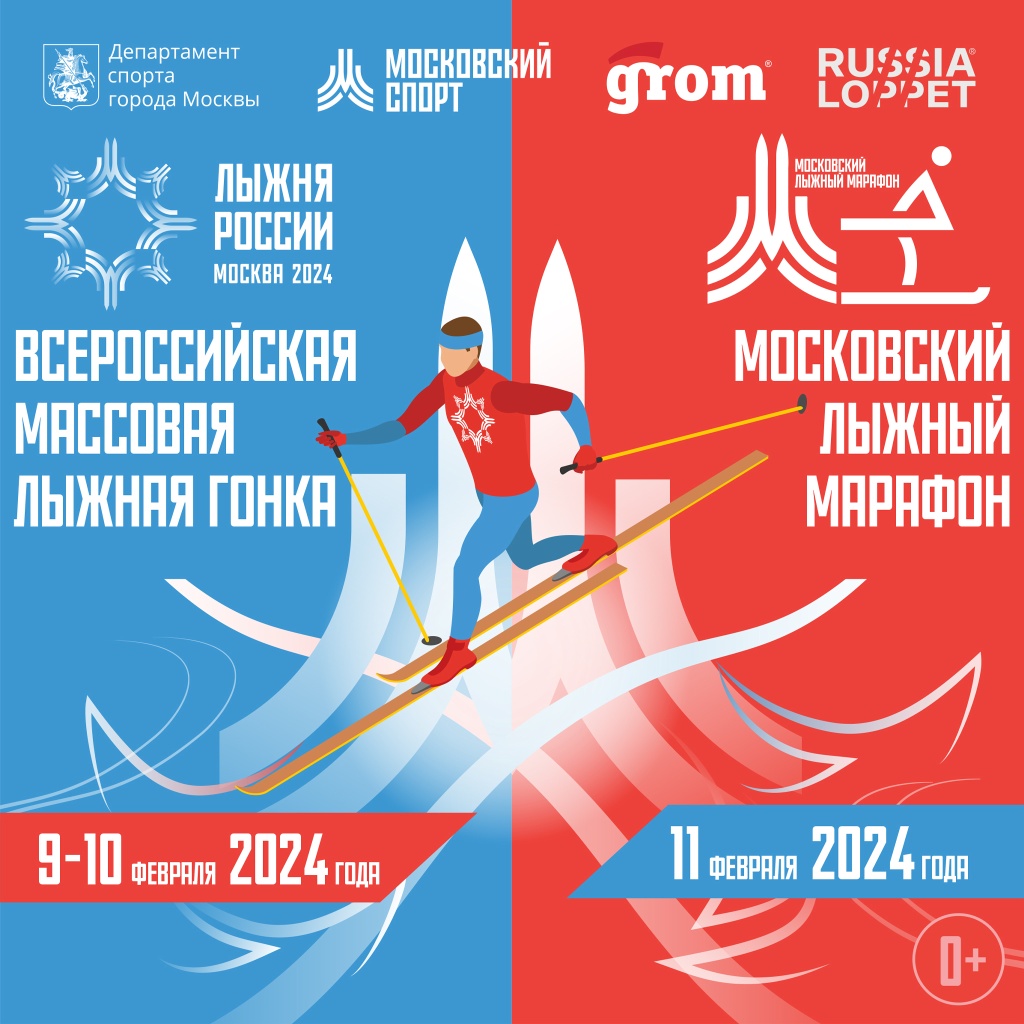 Департамент
спорта
города Москвы
МОСКОВСКИЙ
СПОРТ
grom®
RUSSIA®
LOPPET
ЛЫЖНЯ
РОССИИ
МОСКВА 2024
МОСКОВСКИЙ
ЛЫЖНЫЙ МАРАФОН
ВСЕРОССИЙСКАЯ
МАССОВАЯ
ЛЫЖНАЯ ГОНКА
МОСКОВСКИЙ
ЛЫЖНЫЙ
МАРАФОН
9-10 ФЕВРАЛЯ 2024 ГОДА
11 ФЕВРАЛЯ 2024 ГОДА
0+